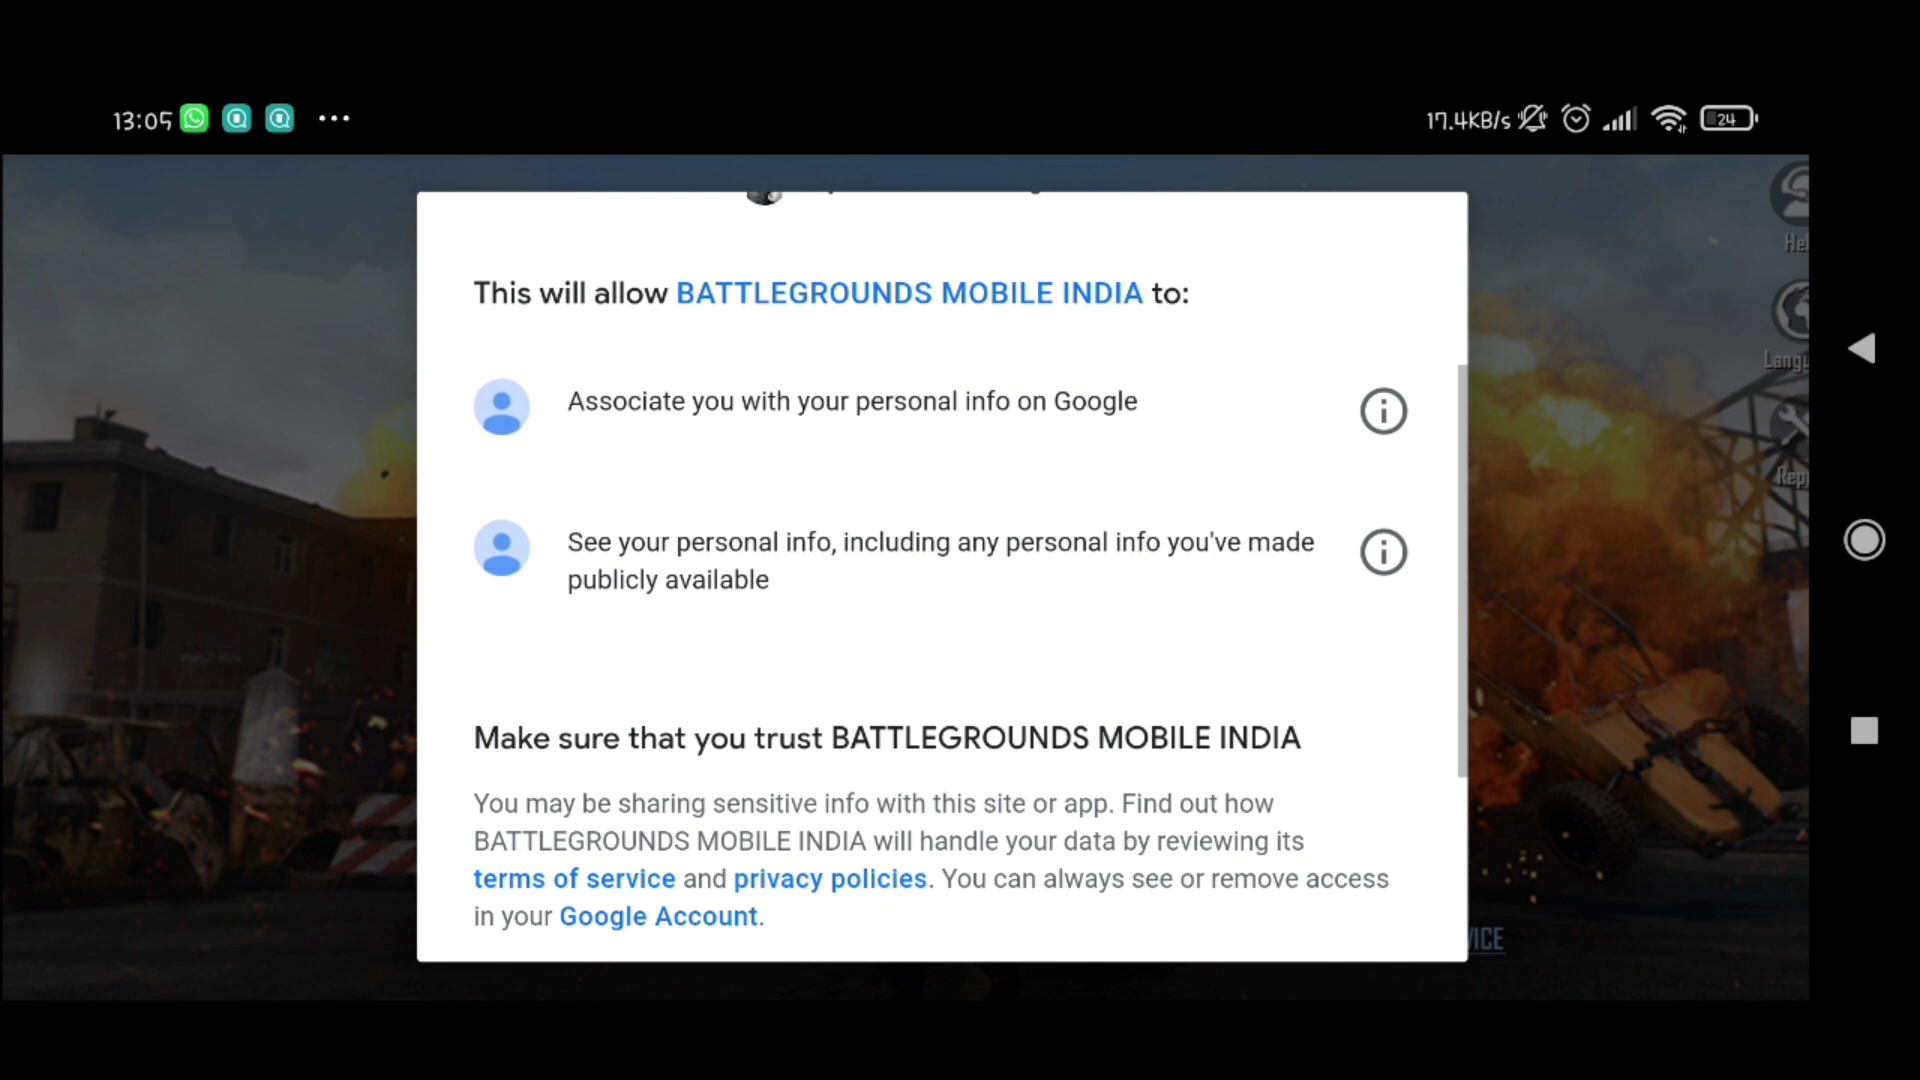 13:05
17.4KB/s
24
This will allow BATTLEGROUNDS MOBILE INDIA to:
Associate you with your personal info on Google
See your personal info, including any personal info you've made
publicly available
Make sure that you trust BATTLEGROUNDS MOBILE INDIA
You may be sharing sensitive info with this site or app. Find out how
BATTLEGROUNDS MOBILE INDIA will handle your data by reviewing its
terms of service and privacy policies. You can always see or remove access
in your Google Account.